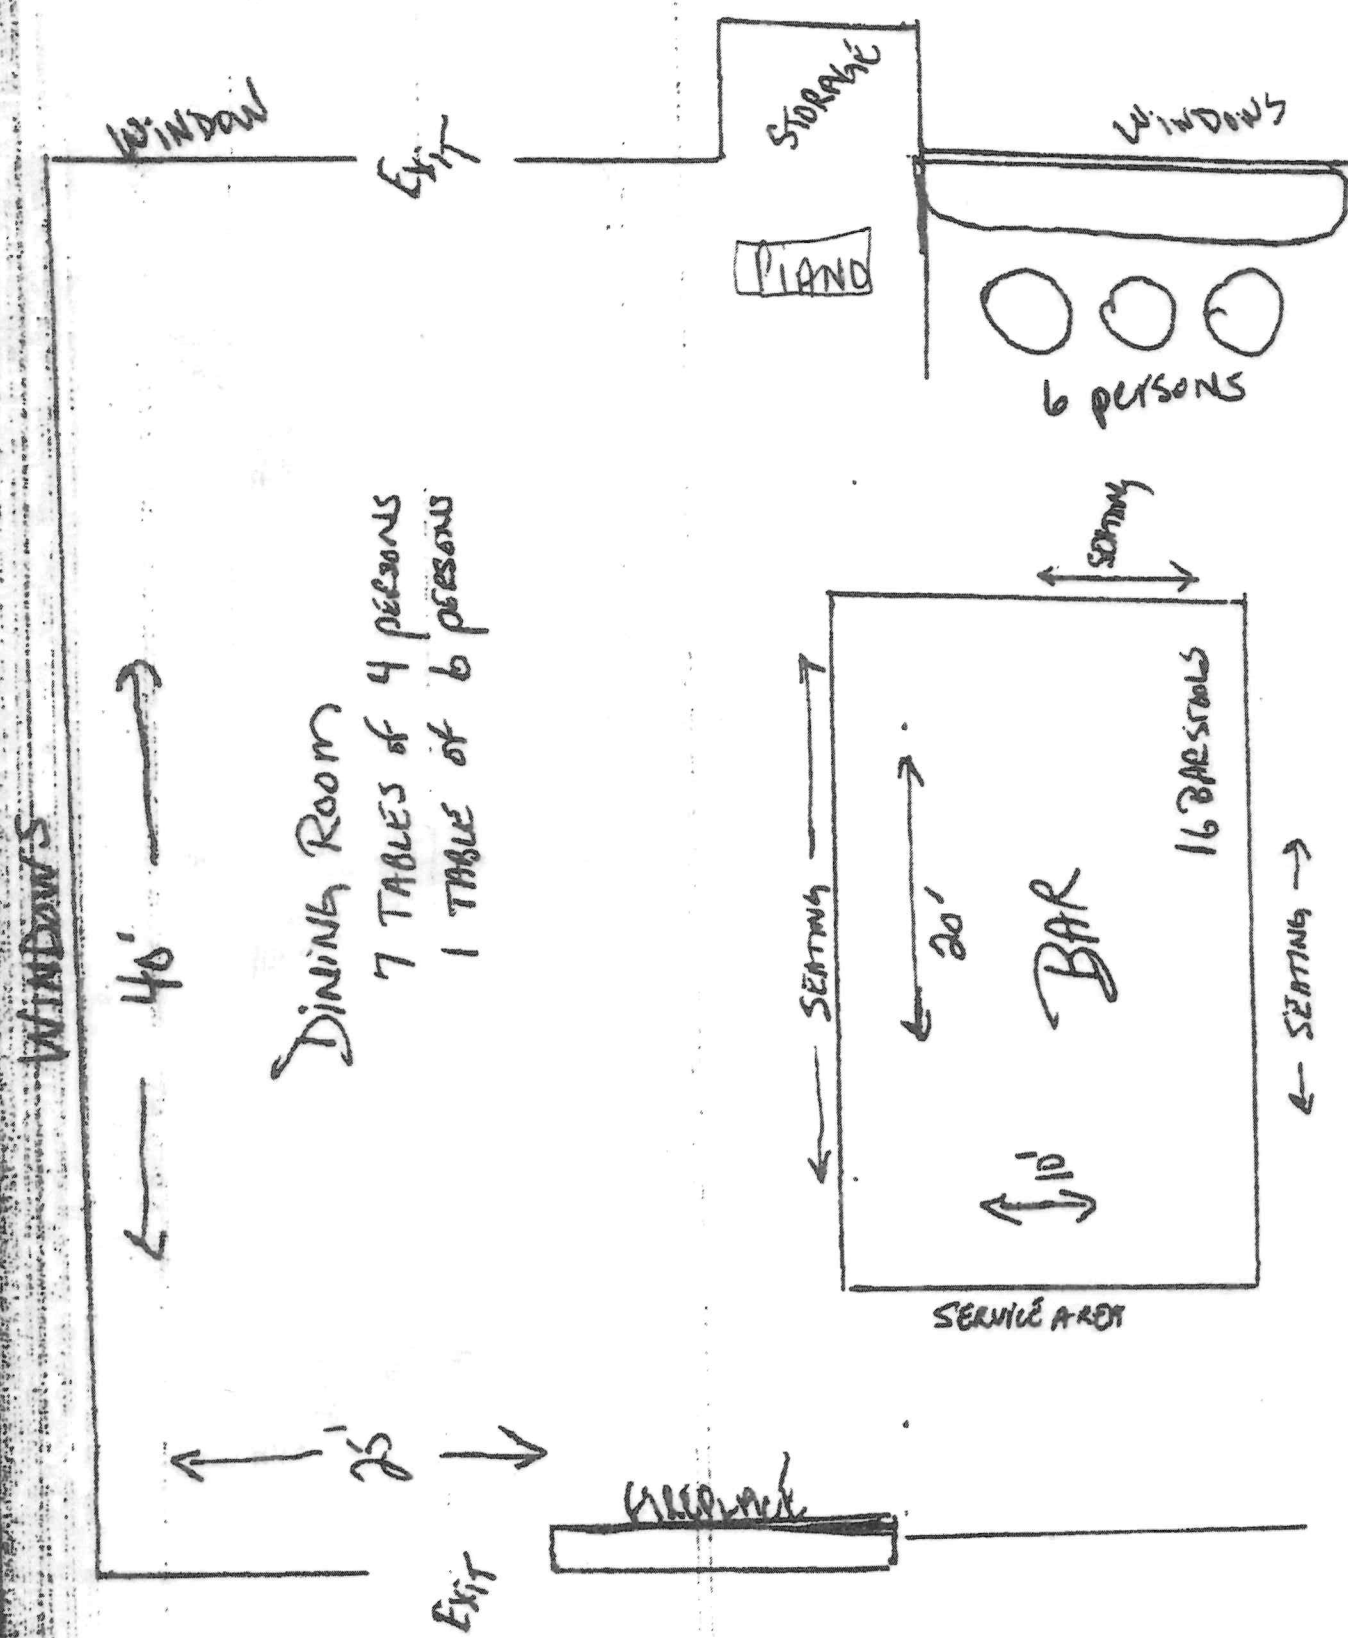 WINDOWS
40'
WINDOW
EXIT
STORAGE
WINDOWS
PIANO
6 persons
DINING ROOM
7 TABLES of 4 PERSONS
1 TABLE of 6 PERSONS
25'
EXIT
FIREPLACE
SEATING
SEATING
20'
BAR
16 BARSTOOLS
10'
SERVICE AREA
SEATING